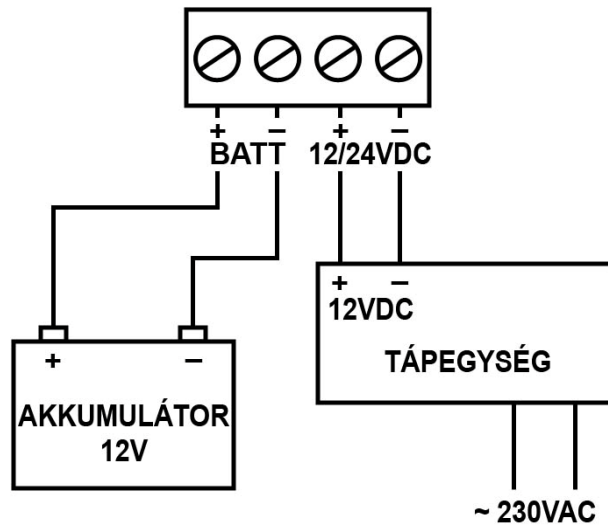 + – + –
BATT 12/24VDC
+ –
12VDC
TÁPEGYSÉG
+ –
AKKUMULÁTOR
12V
~ 230VAC